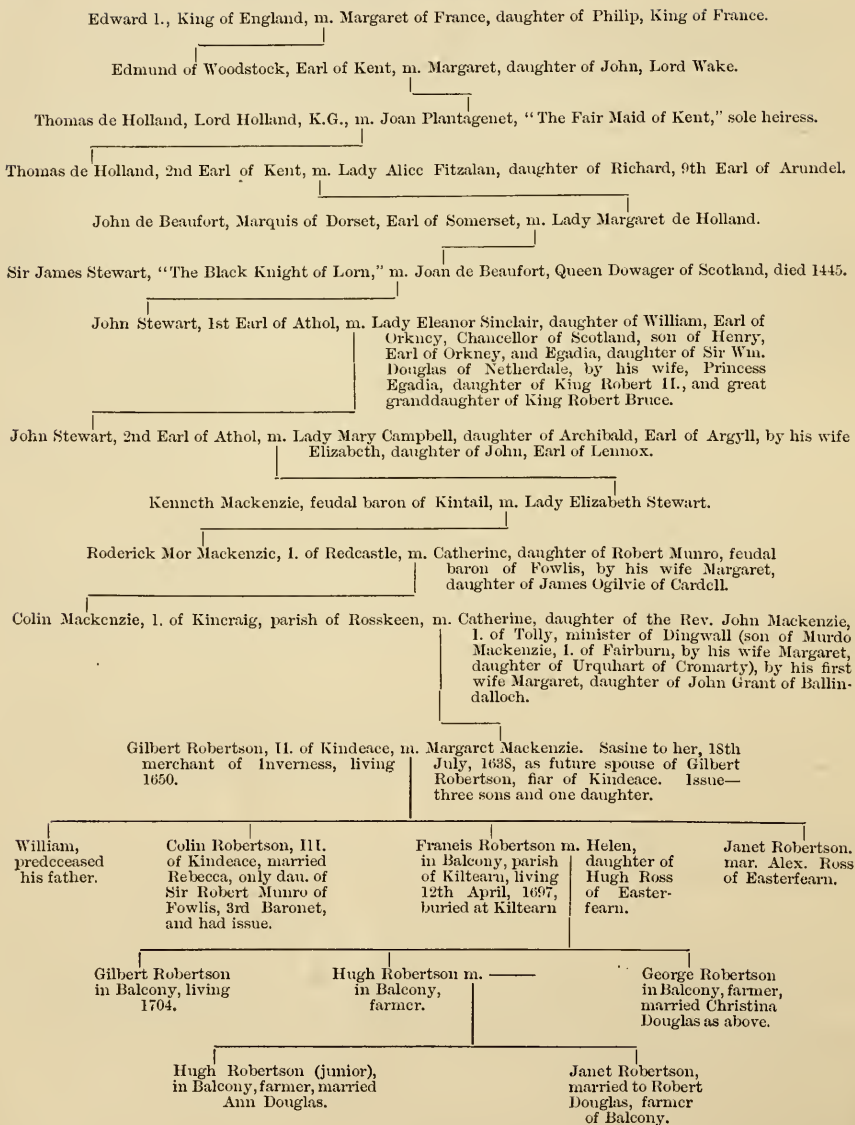 Edward I., King of England, m. Margaret of France, daughter of Philip, King of France.
Edmund of Woodstock, Earl of Kent, m. Margaret, daughter of John, Lord Wake.
Thomas de Holland, Lord Holland, K.G., m. Joan Plantagenet, "The Fair Maid of Kent," sole heiress.
Thomas de Holland, 2nd Earl of Kent, m. Lady Alice Fitzalan, daughter of Richard, 9th Earl of Arundel.
John de Beaufort, Marquis of Dorset, Earl of Somerset, m. Lady Margaret de Holland.
Sir James Stewart, "The Black Knight of Lorn," m. Joan de Beaufort, Queen Dowager of Scotland, died 1445.
John Stewart, 1st Earl of Athol, m. Lady Eleanor Sinclair, daughter of William, Earl of
Orkney, Chancellor of Scotland, son of Henry,
Earl of Orkney, and Egadia, daughter of Sir Wm.
Douglas of Netherdale, by his wife, Princess
Egadia, daughter of King Robert II., and great
granddaughter of King Robert Bruce.
John Stewart, 2nd Earl of Athol, m. Lady Mary Campbell, daughter of Archibald, Earl of Argyll, by his wife
Elizabeth, daughter of John, Earl of Lennox.
Kenneth Mackenzie, feudal baron of Kintail, m. Lady Elizabeth Stewart.
Roderick Mor Mackenzie, I. of Redcastle, m. Catherine, daughter of Robert Munro, feudal
baron of Fowlis, by his wife Margaret,
daughter of James Ogilvie of Cardell.
Colin Mackenzie, I. of Kincraig, parish of Rosskeen, m. Catherine, daughter of the Rev. John Mackenzie,
I. of Tolly, minister of Dingwall (son of Murdo
Mackenzie, I. of Fairburn, by his wife Margaret,
daughter of Urquhart of Cromarty), by his first
wife Margaret, daughter of John Grant of Ballin-
dalloch.
Gilbert Robertson, II. of Kindeace, m. Margaret Mackenzie. Sasine to her, 18th
merchant of Inverness, living July, 1638, as future spouse of Gilbert
1650. Robertson, fiar of Kindeace. Issue—
three sons and one daughter.
William,
predeceased
his father.
Colin Robertson, III.
of Kindeace, married
Rebecca, only dau. of
Sir Robert Munro of
Fowlis, 3rd Baronet,
and had issue.
Francis Robertson m. Helen,
in Balcony, parish daughter of
of Kiltearn, living Hugh Ross
12th April, 1697, of Easter-
buried at Kiltearn fearn.
Janet Robertson.
mar. Alex. Ross
of Easterfearn.
Gilbert Robertson
in Balcony, living
1704.
Hugh Robertson m. ——
in Balcony,
farmer.
George Robertson
in Balcony, farmer,
married Christina
Douglas as above.
Hugh Robertson (junior),
in Balcony, farmer, married
Ann Douglas.
Janet Robertson,
married to Robert
Douglas, farmer
of Balcony.